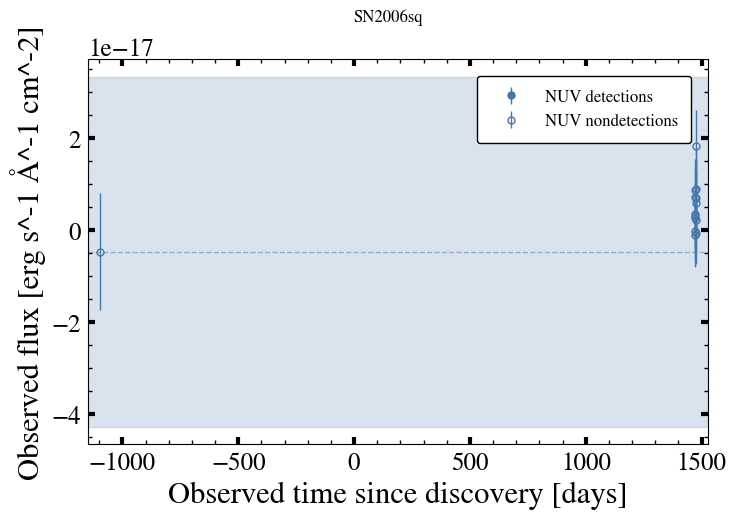 SN2006sq
1e−17
NUV detections
NUV nondetections
2
0
−2
−4
Observed flux [erg s^-1 Å^-1 cm^-2]
−1000 −500 0 500 1000 1500
Observed time since discovery [days]